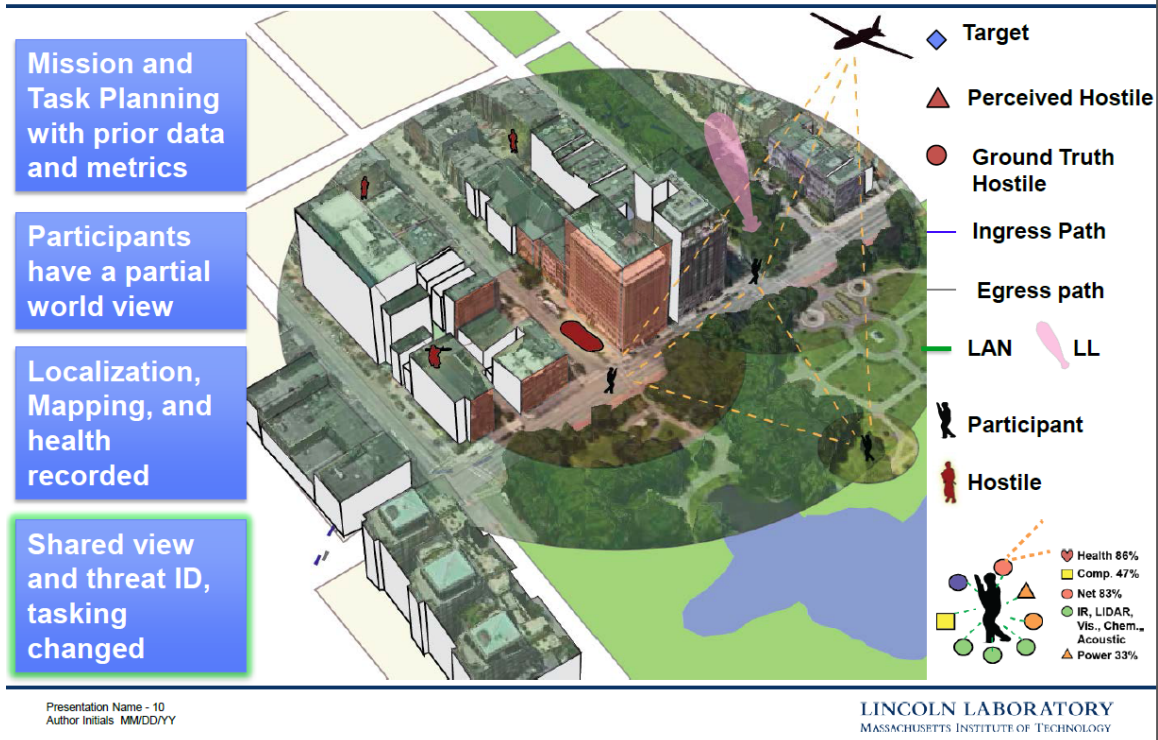 Mission and
Task Planning
with prior data
and metrics
Participants
have a partial
world view
Localization,
Mapping, and
health
recorded
Shared view
and threat ID,
tasking
changed
Target
Perceived Hostile
Ground Truth
Hostile
Ingress Path
Egress path
LAN
LL
Participant
Hostile
Health 86%
Comp. 47%
Net 83%
IR, LIDAR,
Vis., Chem.,
Acoustic
Power 33%
Presentation Name - 10
Author Initials MM/DD/YY
LINCOLN LABORATORY
MASSACHUSETTS INSTITUTE OF TECHNOLOGY